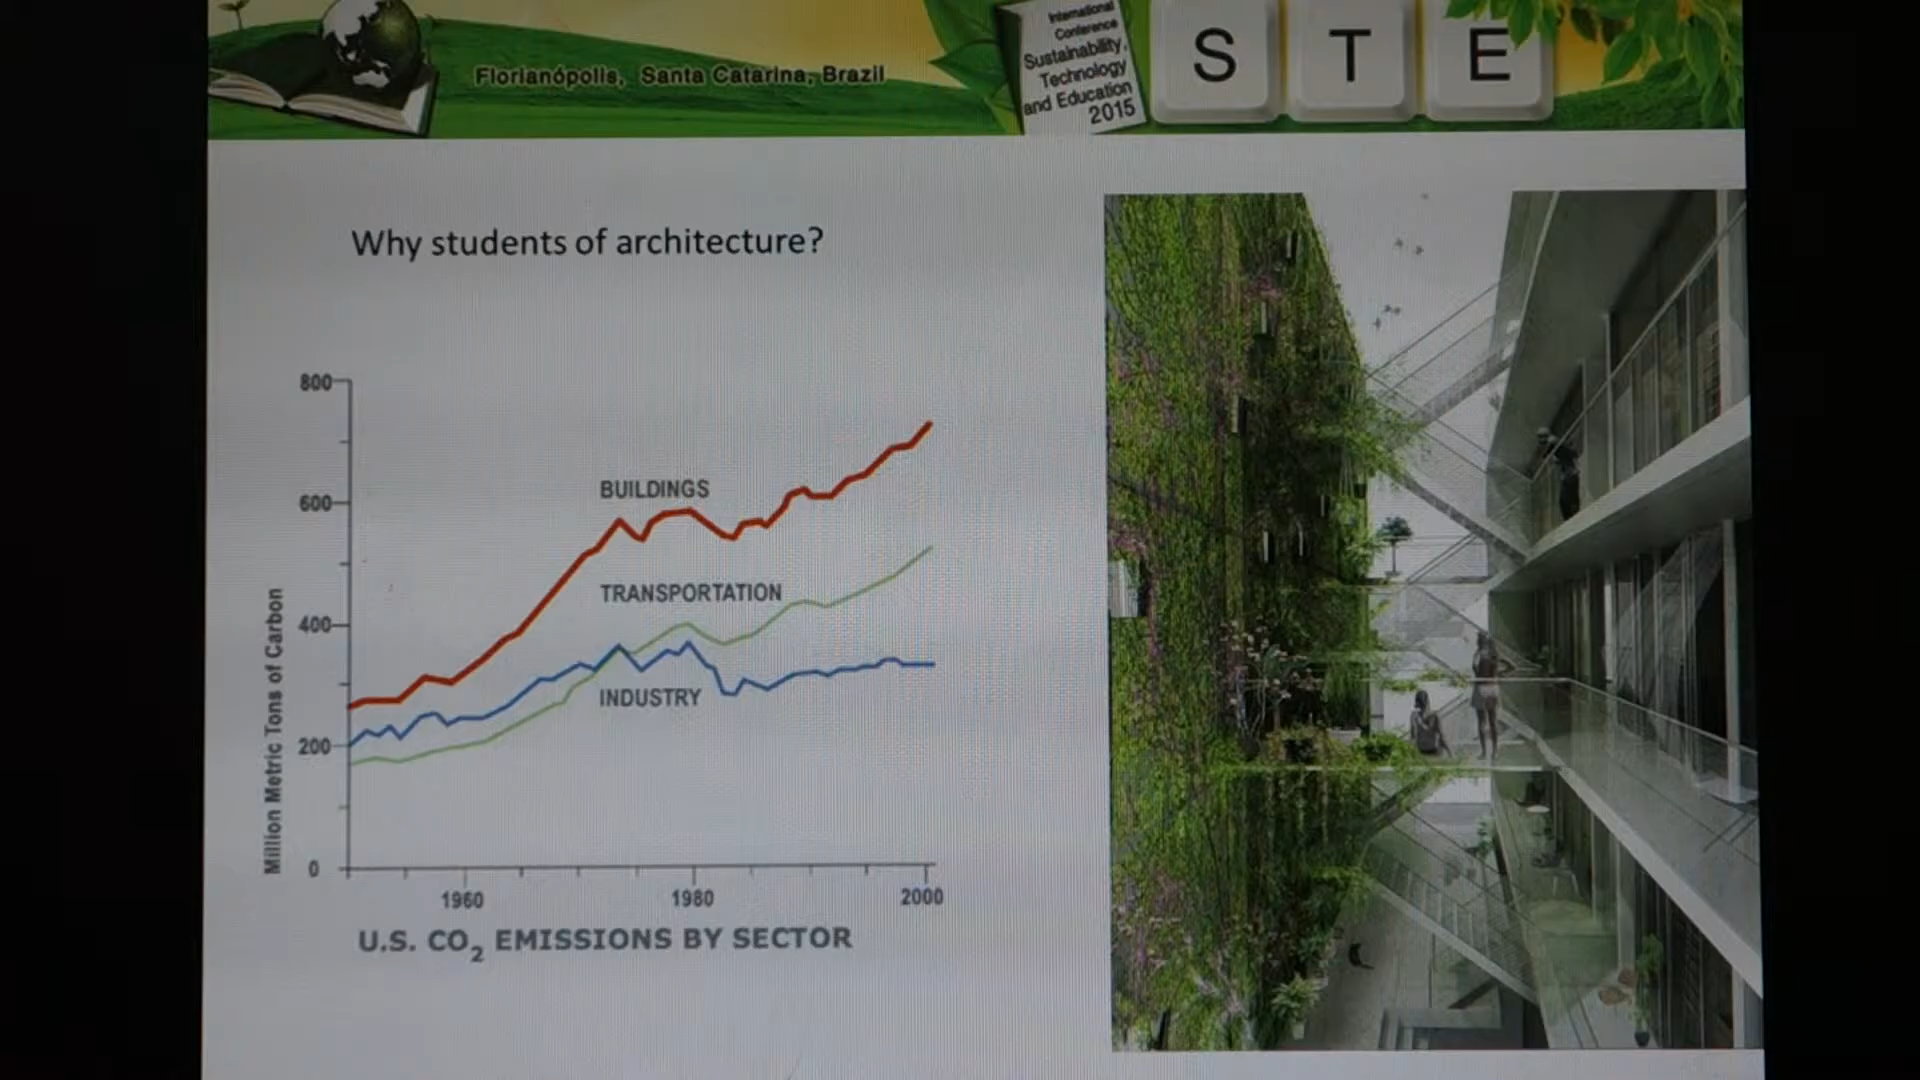 Florianópolis, Santa Catarina, Brazil
International
Conference
Sustainability,
Technology
and Education
2015
S T E
Why students of architecture?
800
600
400
200
0
Million Metric Tons of Carbon
BUILDINGS
TRANSPORTATION
INDUSTRY
1960 1980 2000
U.S. CO₂ EMISSIONS BY SECTOR